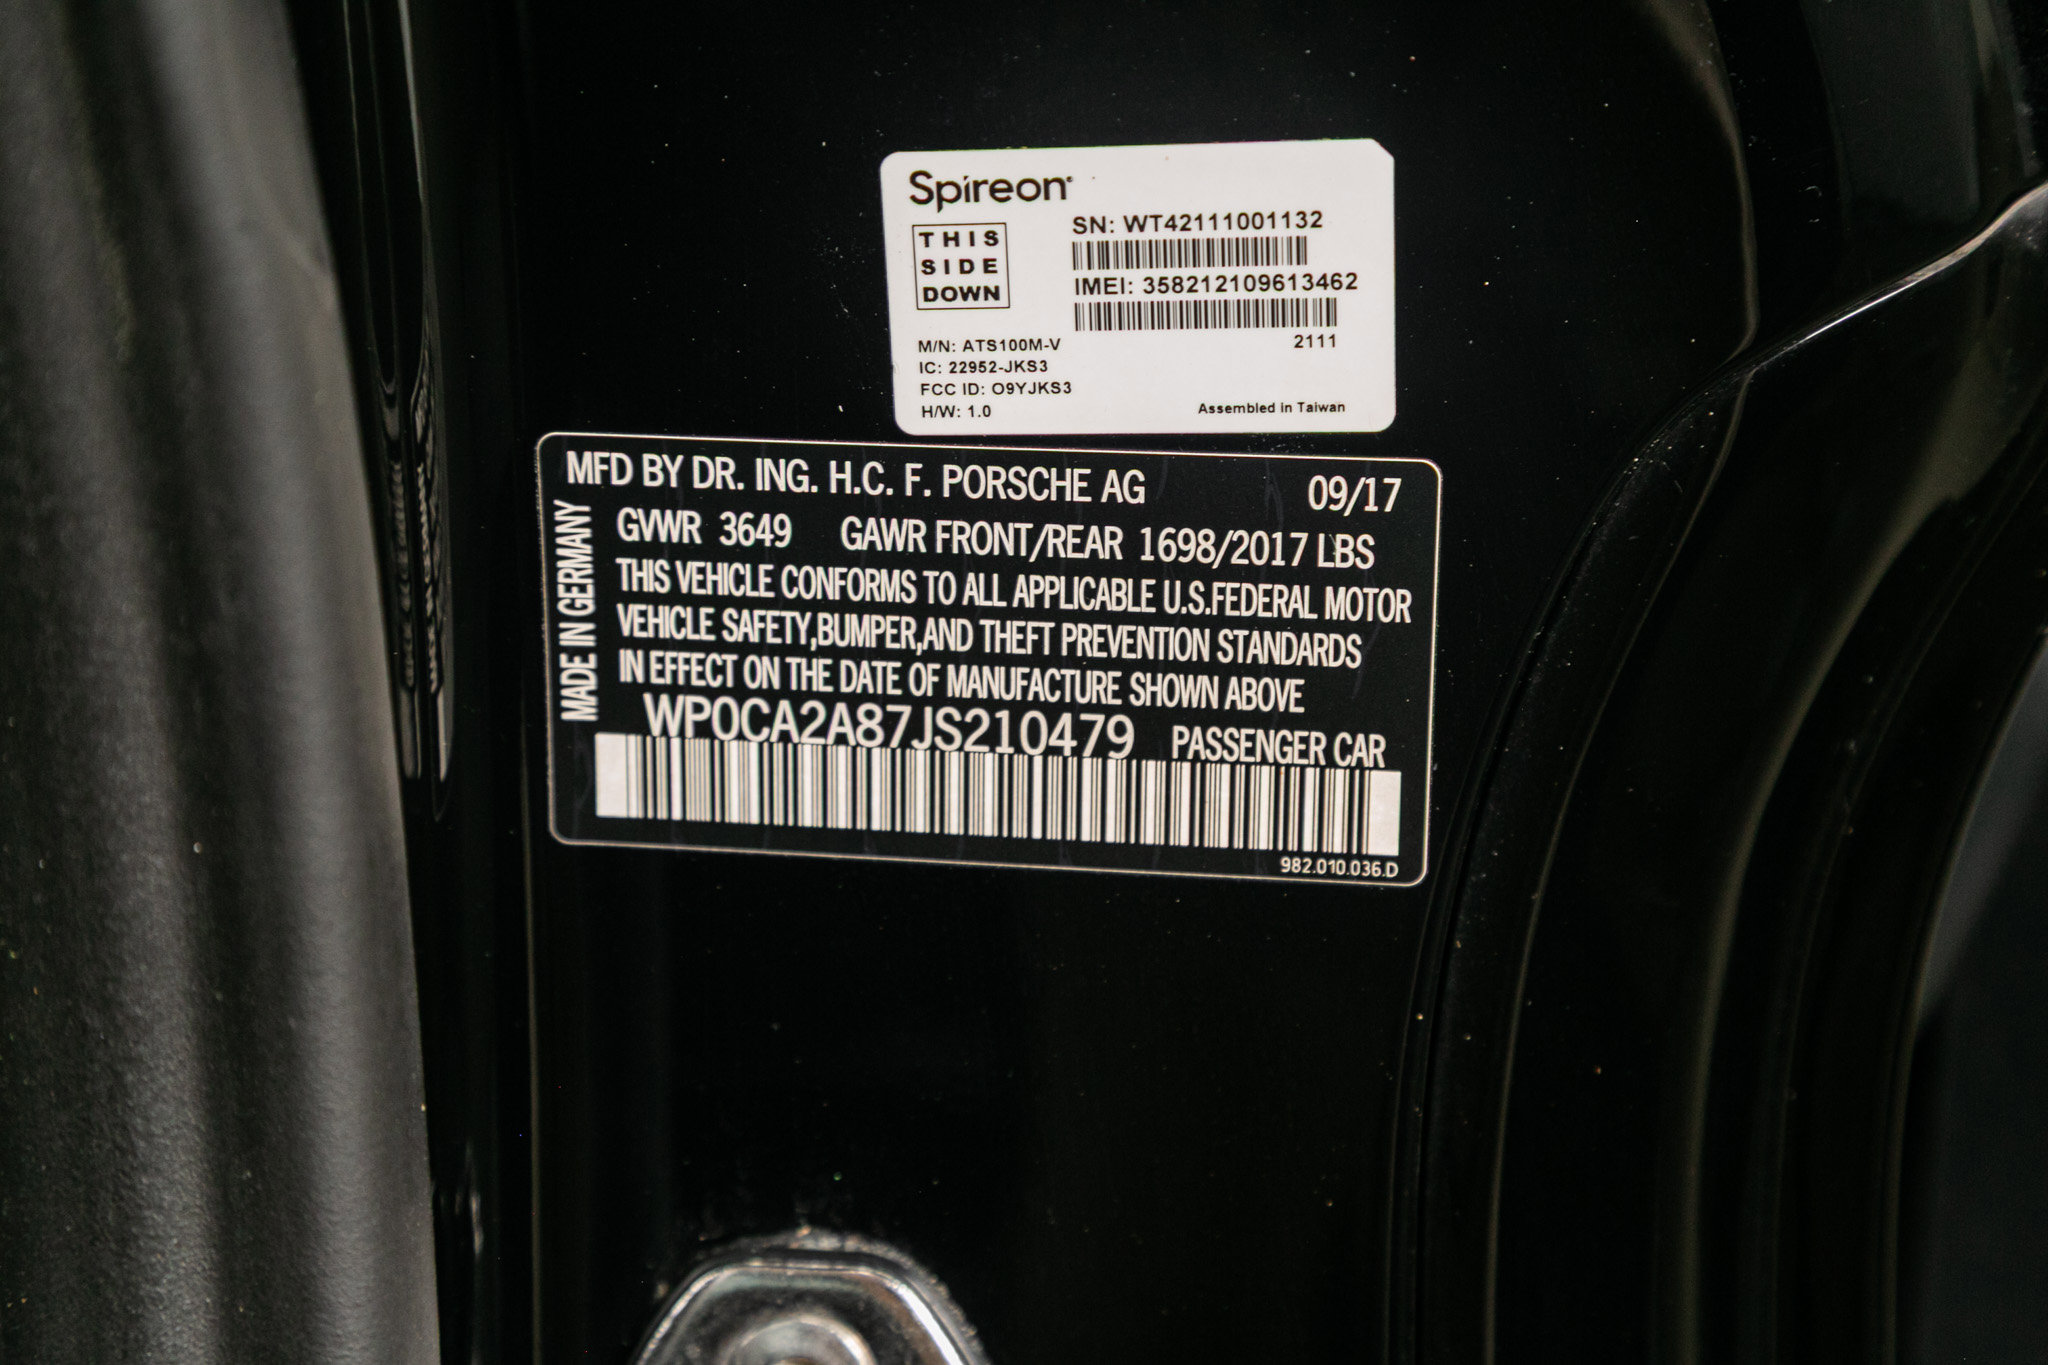 Spireon®
THIS
SIDE
DOWN
SN: WT42111001132
IMEI: 358212109613462
2111
M/N: ATS100M-V
IC: 22952-JKS3
FCC ID: O9YJKS3
H/W: 1.0
Assembled in Taiwan
MFD BY DR. ING. H.C. F. PORSCHE AG 09/17
MADE IN GERMANY
GVWR 3649 GAWR FRONT/REAR 1698/2017 LBS
THIS VEHICLE CONFORMS TO ALL APPLICABLE U.S.FEDERAL MOTOR
VEHICLE SAFETY,BUMPER,AND THEFT PREVENTION STANDARDS
IN EFFECT ON THE DATE OF MANUFACTURE SHOWN ABOVE
WP0CA2A87JS210479 PASSENGER CAR
982.010.036.D